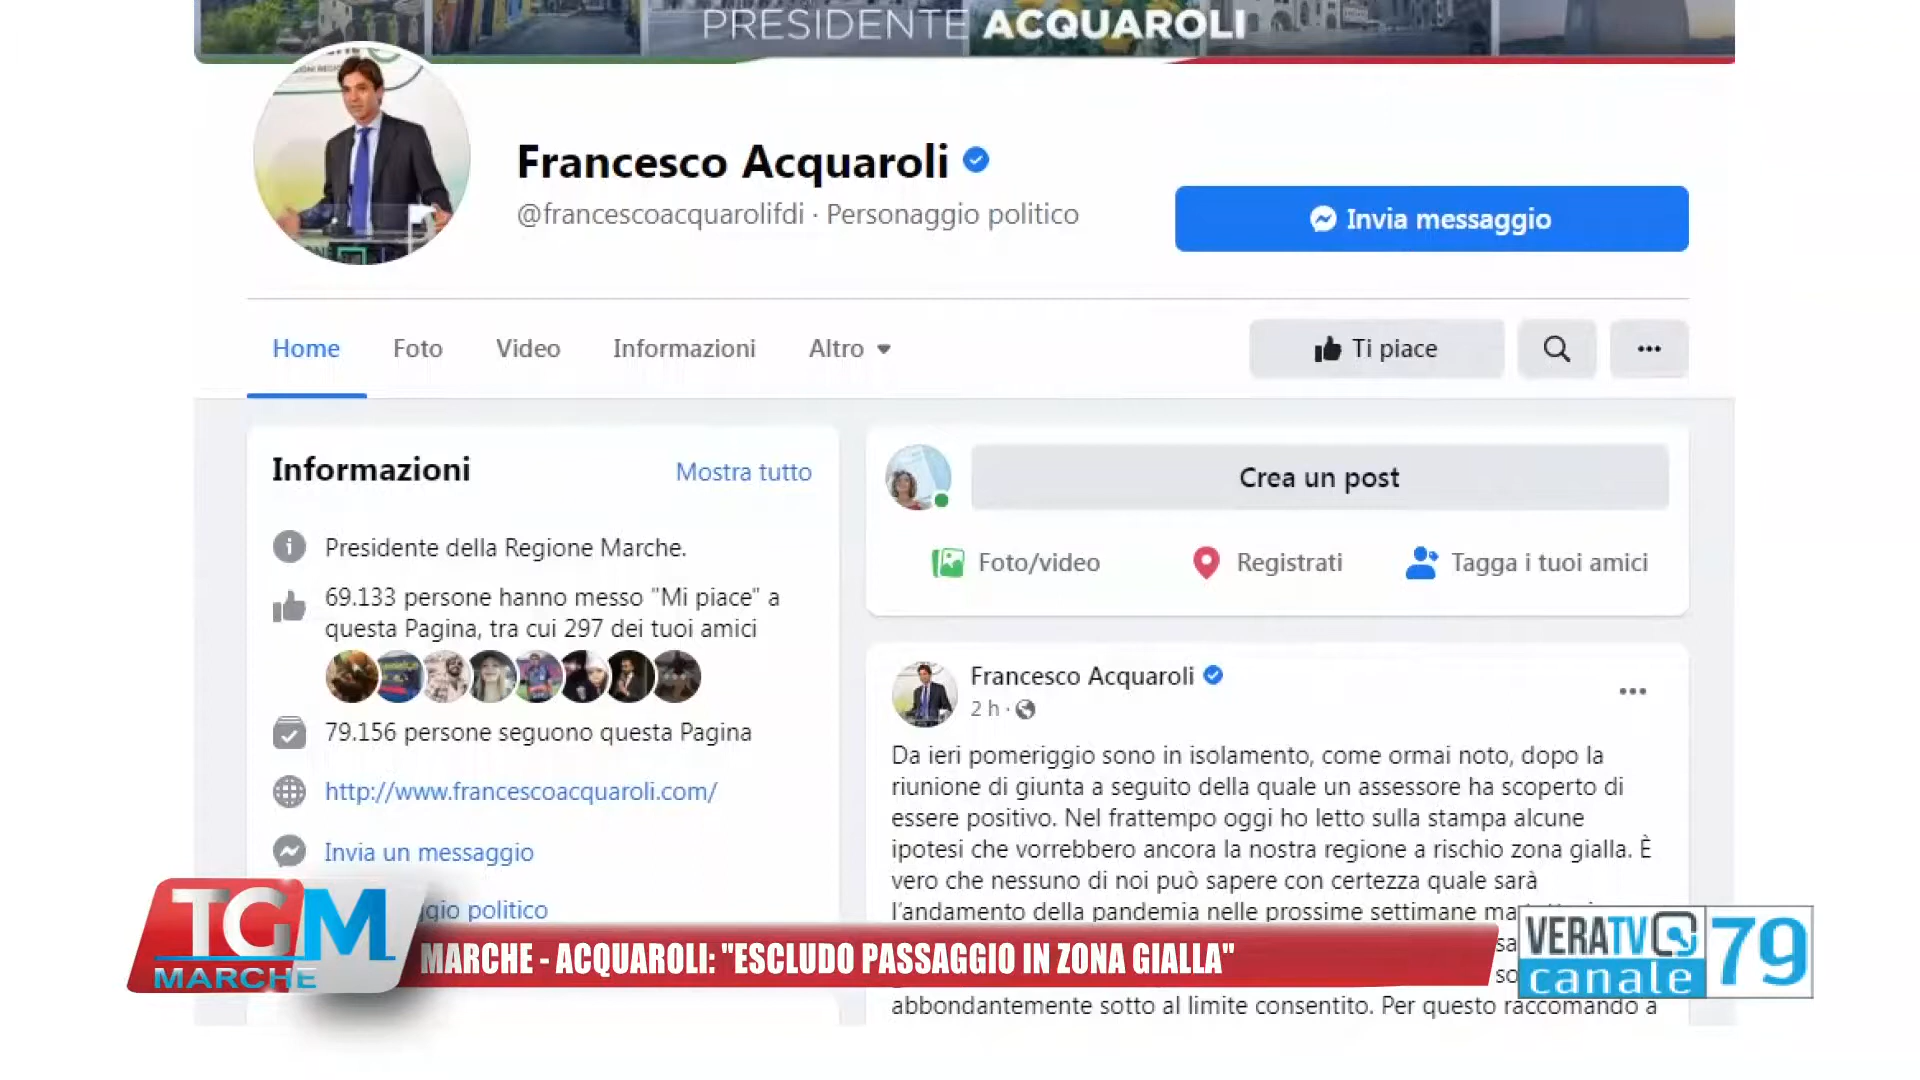 PRESIDENTE ACQUAROLI
Francesco Acquaroli
@francescoacquarolifdi · Personaggio politico
Invia messaggio
Home
Foto
Video
Informazioni
Altro
Ti piace
Informazioni
Mostra tutto
Presidente della Regione Marche.
69.133 persone hanno messo "Mi piace" a
questa Pagina, tra cui 297 dei tuoi amici
79.156 persone seguono questa Pagina
http://www.francescoacquaroli.com/
Invia un messaggio
politico
Crea un post
Foto/video
Registrati
Tagga i tuoi amici
Francesco Acquaroli
2 h ·
Da ieri pomeriggio sono in isolamento, come ormai noto, dopo la
riunione di giunta a seguito della quale un assessore ha scoperto di
essere positivo. Nel frattempo oggi ho letto sulla stampa alcune
ipotesi che vorrebbero ancora la nostra regione a rischio zona gialla. È
vero che nessuno di noi può sapere con certezza quale sarà
l'andamento della pandemia nelle prossime settimane ma
abbondantemente sotto al limite consentito. Per questo raccomando a
TGM
MARCHE
MARCHE - ACQUAROLI: "ESCLUDO PASSAGGIO IN ZONA GIALLA"
VERATV
canale
79